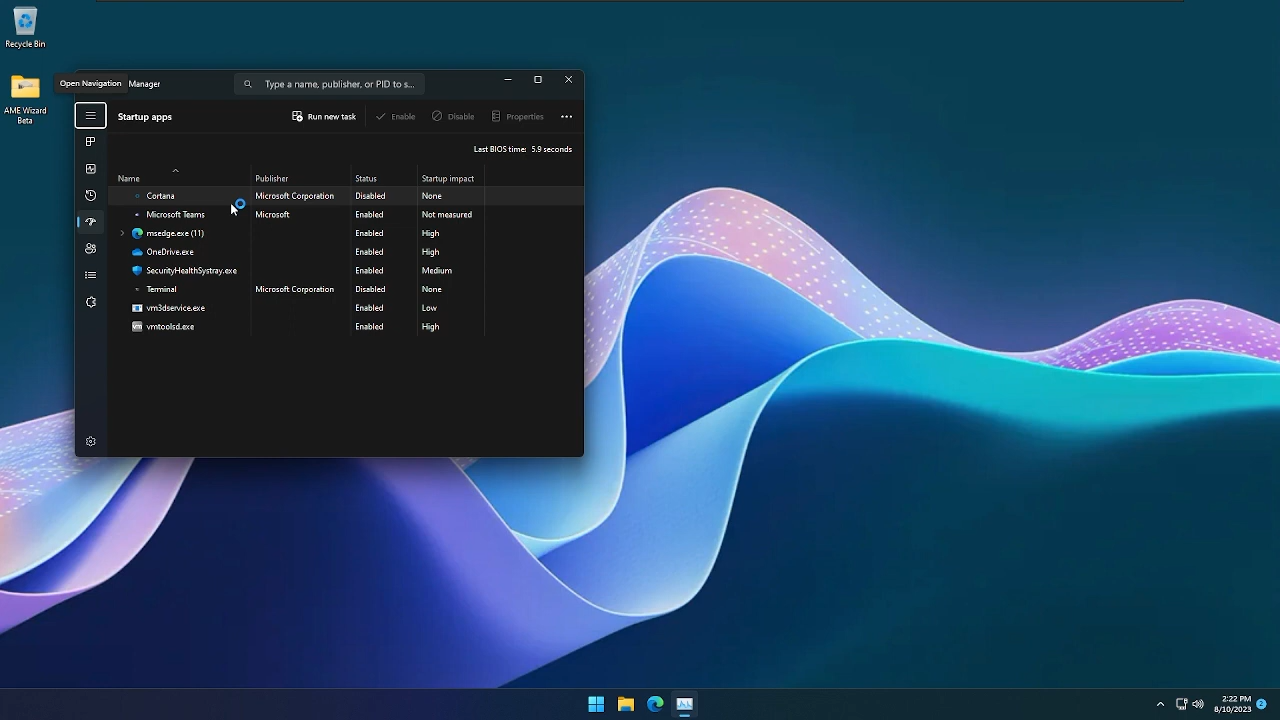 Recycle Bin
AME Wizard
Beta
Open Navigation
Manager
Type a name, publisher, or PID to s...
Startup apps
Run new task
Enable
Disable
Properties
Last BIOS time: 5.9 seconds
Name Publisher Status Startup impact
Cortana Microsoft Corporation Disabled None
Microsoft Teams Microsoft Enabled Not measured
msedge.exe (11) Enabled High
OneDrive.exe Enabled High
SecurityHealthSystray.exe Enabled Medium
Terminal Microsoft Corporation Disabled None
vm3dservice.exe Enabled Low
vmtoolsd.exe Enabled High
2:22 PM
8/10/2023
2